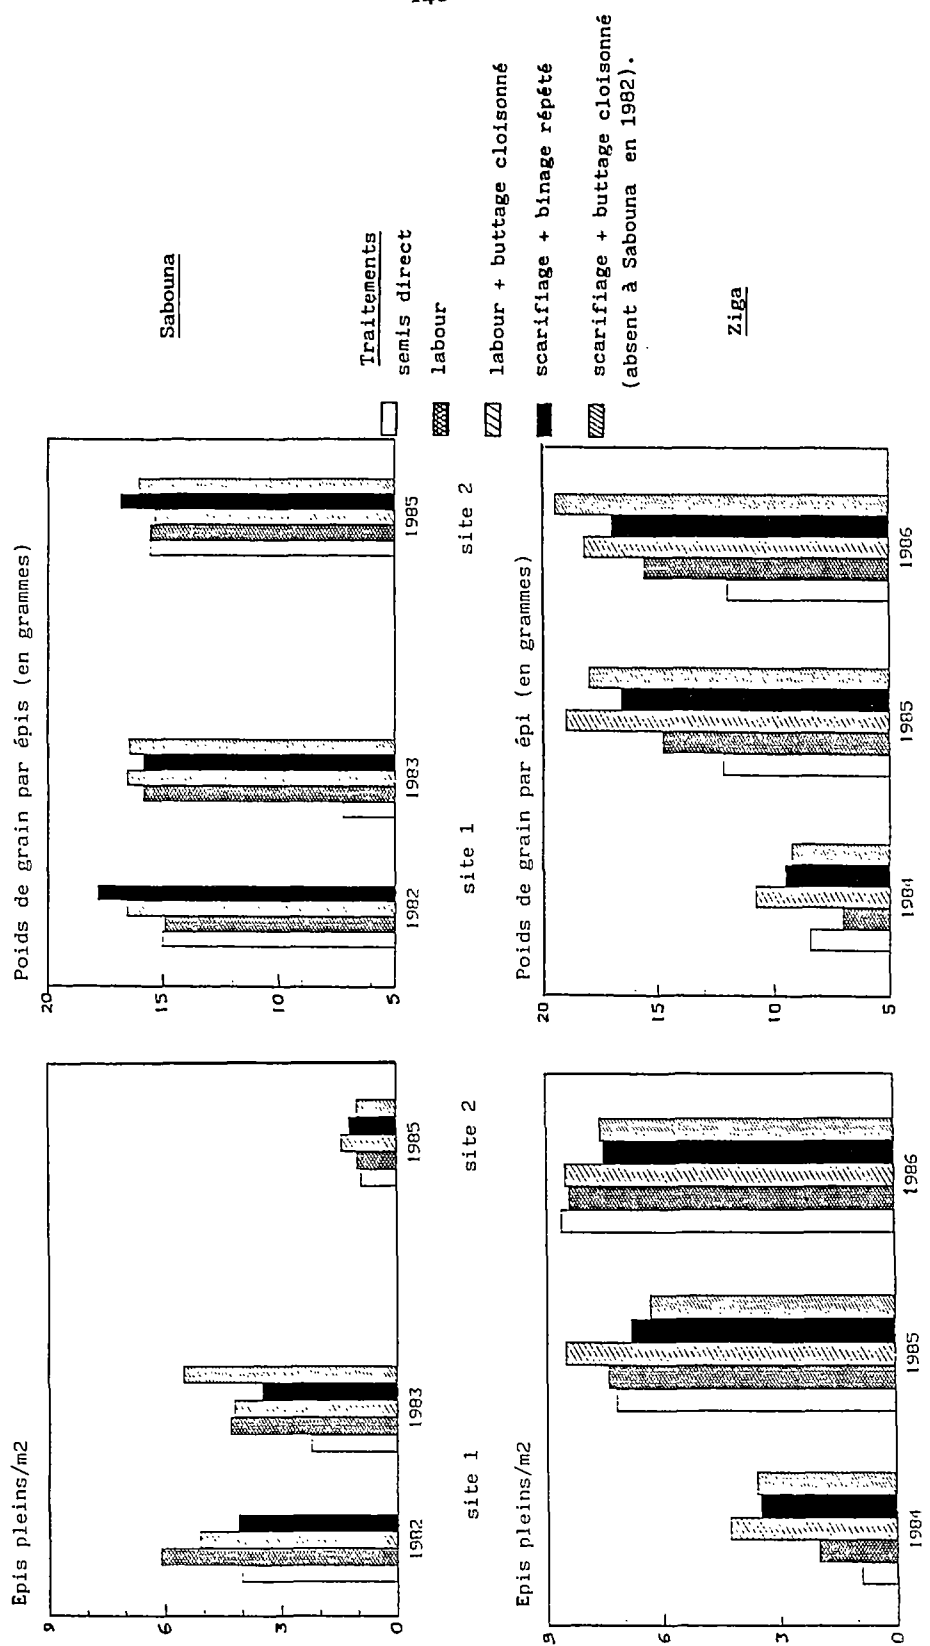 Epis pleins/m2
9
6
3
0
1982
1983
1985
site 1
site 2
Poids de grain par épis (en grammes)
20
15
10
5
1982
1983
1985
site 1
site 2
Sabouna
Traitements
semis direct
labour
labour + buttage cloisonné
scarifiage + binage répété
scarifiage + buttage cloisonné
(absent à Sabouna en 1982).
Epis pleins/m2
9
6
3
0
1984
1985
1986
Poids de grain par épi (en grammes)
20
15
10
5
1984
1985
1986
Ziga